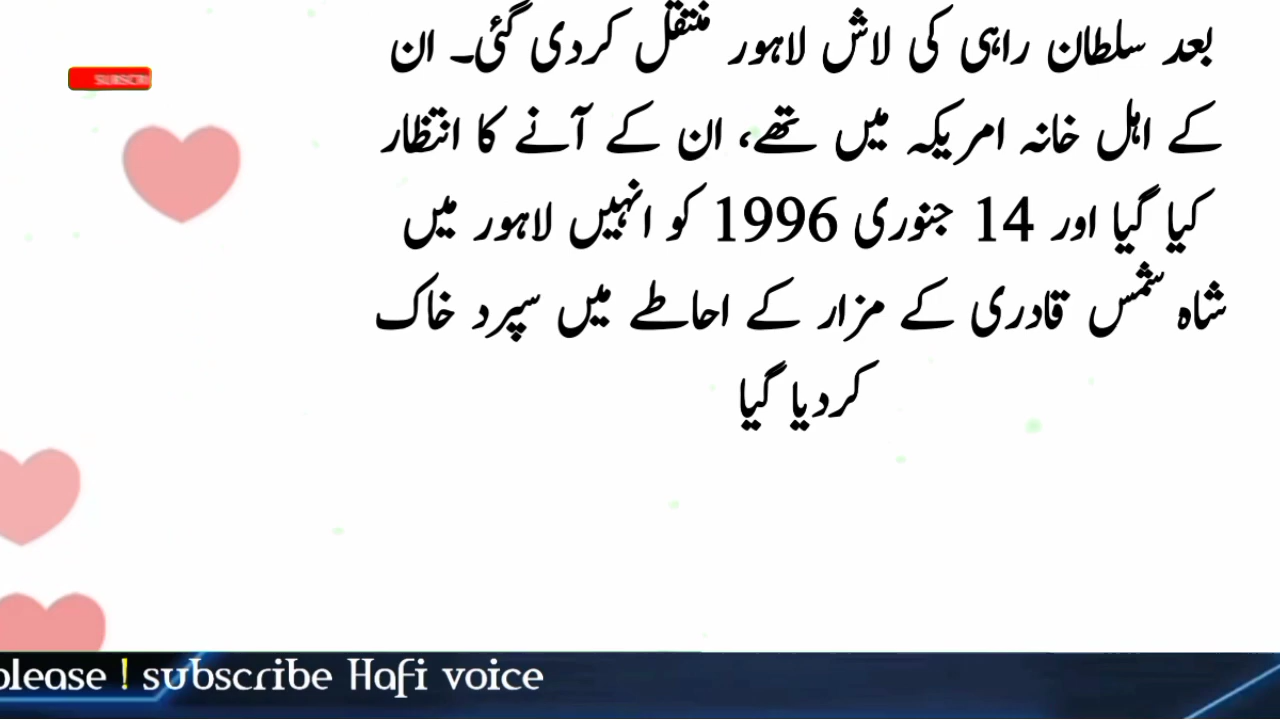 بعد سلطان راہی کی لاش لاہور منتقل کردی گئی۔ ان
کے اہل خانہ امریکہ میں تھے، ان کے آنے کا انتظار
کیا گیا اور 14 جنوری 1996 کو انہیں لاہور میں
شاہ شمس قادری کے مزار کے احاطے میں سپرد خاک
کردیا گیا
please ! subscribe Hafi voice